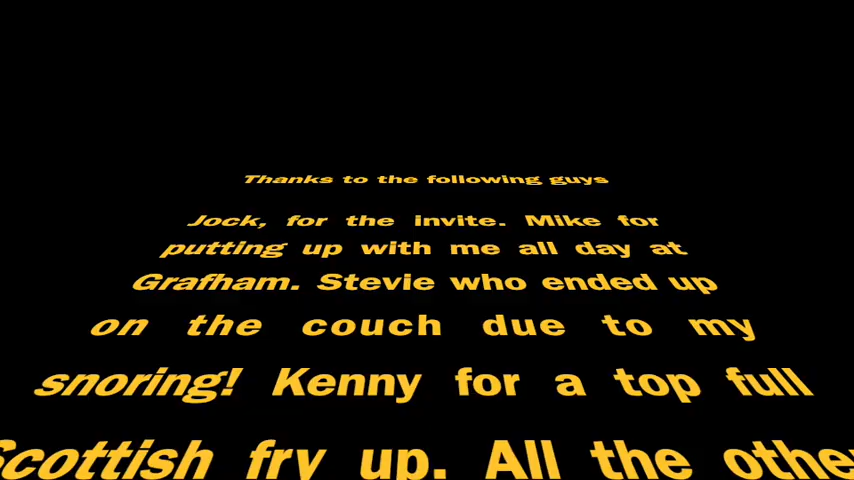 Thanks to the following guys
Jock, for the invite. Mike for
putting up with me all day at
Grafham. Stevie who ended up
on the couch due to my
snoring! Kenny for a top full
Scottish fry up. All the other